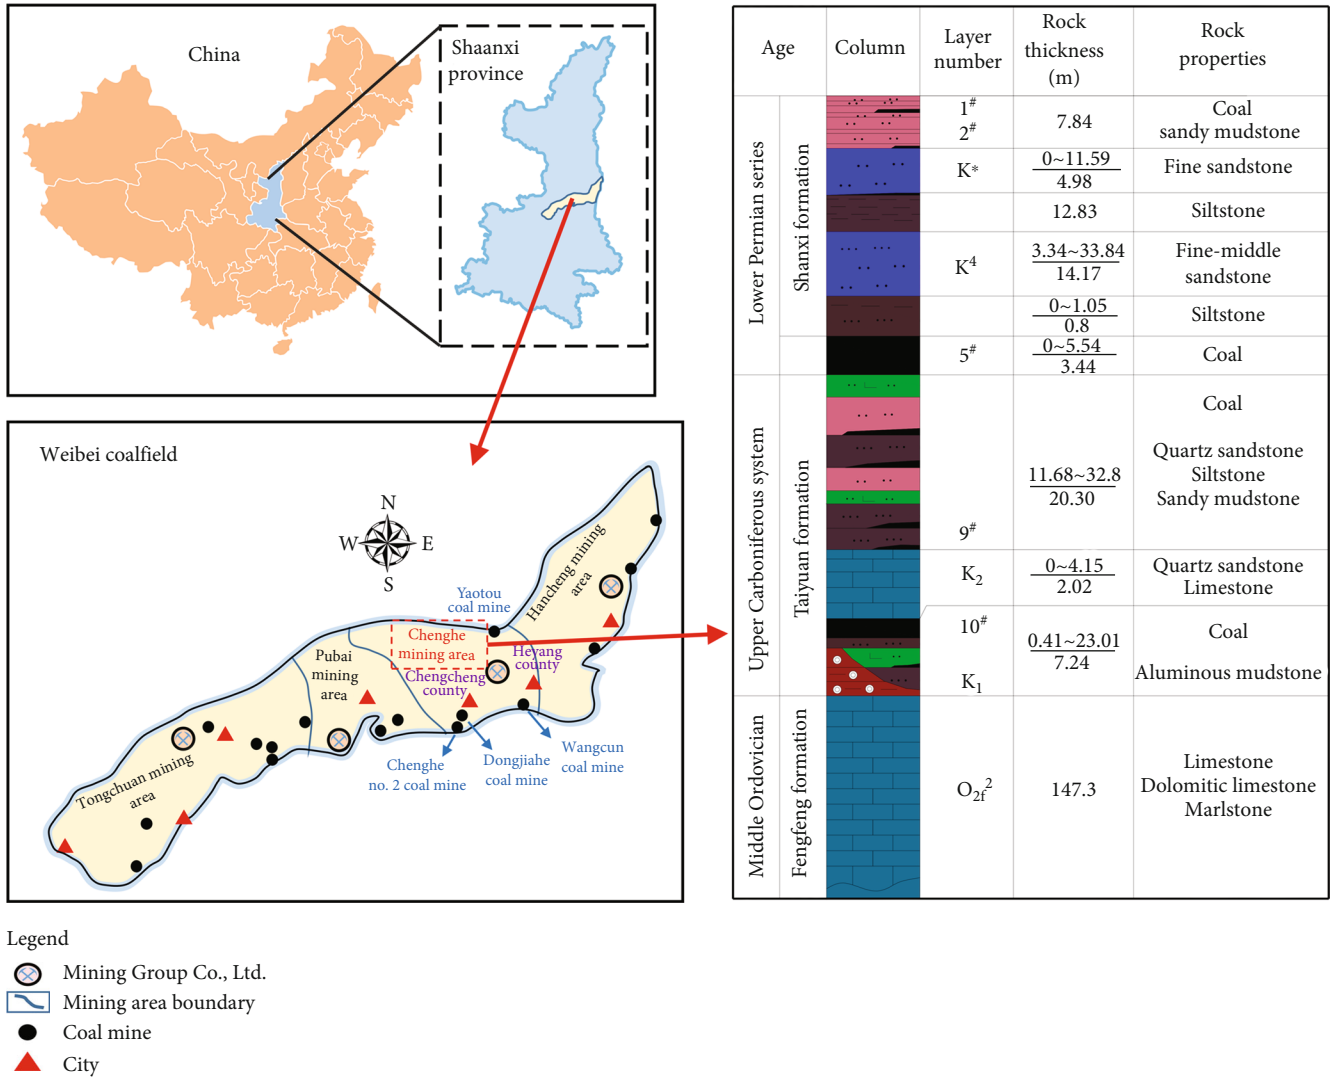 China
Shaanxi
province
Weibei coalfield
N
W
E
S
Hancheng mining
area
Yaotou
coal mine
Chenghe
mining area
Heyang
county
Pubai
mining
area
Chengcheng
county
Tongchuan mining
area
Chenghe
no. 2 coal mine
Dongjiahe
coal mine
Wangcun
coal mine
Legend
Mining Group Co., Ltd.
Mining area boundary
Coal mine
City
Age
Column
Layer
number
Rock
thickness
(m)
Rock
properties
Lower Permian series
Shanxi formation
1#
2#
7.84
Coal
sandy mudstone
K*
0~11.59
4.98
Fine sandstone
12.83
Siltstone
K4
3.34~33.84
14.17
Fine-middle
sandstone
0~1.05
0.8
Siltstone
5#
0~5.54
3.44
Coal
Upper Carboniferous system
Taiyuan formation
9#
11.68~32.8
20.30
Coal
Quartz sandstone
Siltstone
Sandy mudstone
K2
0~4.15
2.02
Quartz sandstone
Limestone
10#
K1
0.41~23.01
7.24
Coal
Aluminous mudstone
Middle Ordovician
Fengfeng formation
O2f2
147.3
Limestone
Dolomitic limestone
Marlstone